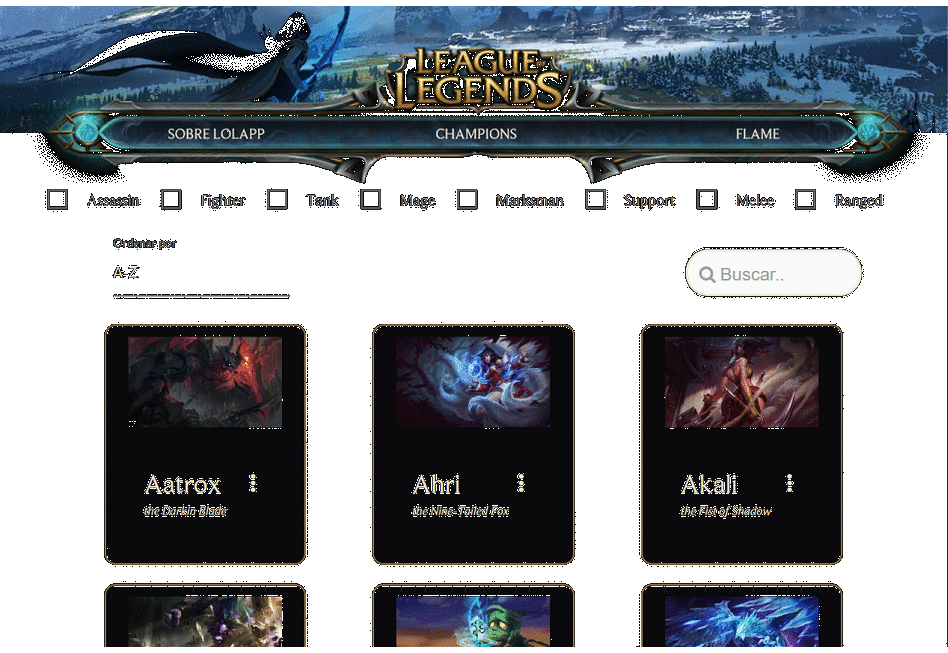 LEAGUE
LEGENDS
SOBRE LOLAPP CHAMPIONS FLAME
Assassin Fighter Tank Mage Marksman Support Melee Ranged
Ordenar por
A-Z
Buscar..
Aatrox Ahri Akali
the Darkin Blade the Nine-Tailed Fox the Fist of Shadow